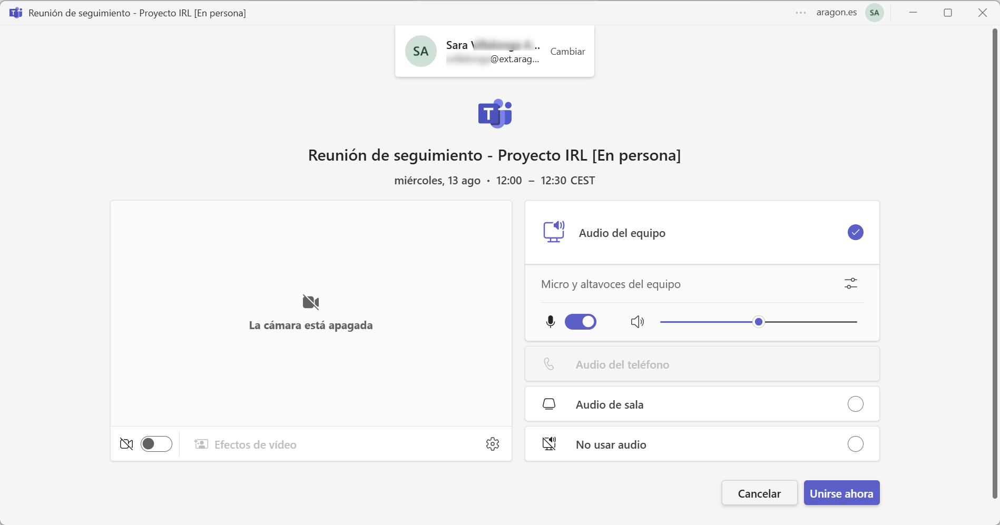 Reunión de seguimiento - Proyecto IRL [En persona]
aragon.es
SA
SA
Sara
..
@ext.arag...
Cambiar
T
Reunión de seguimiento - Proyecto IRL [En persona]
miércoles, 13 ago • 12:00 – 12:30 CEST
La cámara está apagada
Efectos de vídeo
Audio del equipo
Micro y altavoces del equipo
Audio del teléfono
Audio de sala
No usar audio
Cancelar
Unirse ahora